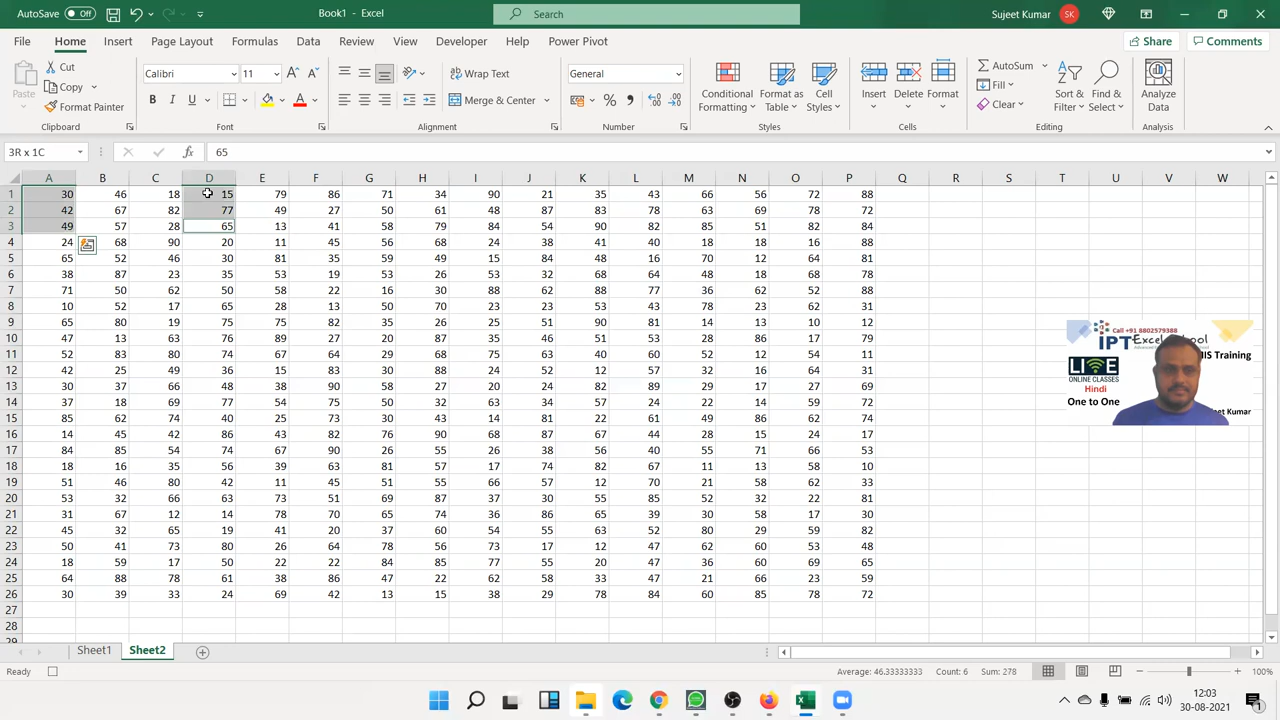 AutoSave Off Book1 - Excel Search Sujeet Kumar SK
File Home Insert Page Layout Formulas Data Review View Developer Help Power Pivot Share Comments
Paste Cut Copy Format Painter
Calibri 11
B I U
Wrap Text
Merge & Center
General
Conditional Formatting Format as Table Cell Styles
Insert Delete Format
AutoSum Fill Clear
Sort & Filter Find & Select
Analyze Data
Clipboard Font Alignment Number Styles Cells Editing Analysis
3R x 1C fx 65
A B C D E F G H I J K L M N O P Q R S T U V W
1 30 46 18 15 79 86 71 34 90 21 35 43 66 56 72 88
2 42 67 82 77 49 27 50 61 48 87 83 78 63 69 78 72
3 49 57 28 65 13 41 58 79 84 54 90 82 85 51 82 84
4 24 68 90 20 11 45 56 68 24 38 41 40 18 18 16 88
5 65 52 46 30 81 35 59 49 15 84 48 16 70 12 64 81
6 38 87 23 35 53 19 53 26 53 32 68 64 48 18 68 78
7 71 50 62 50 58 22 16 30 88 62 88 77 36 62 52 88
8 10 52 17 65 28 13 50 70 23 23 53 43 78 23 62 31
9 65 80 19 75 75 82 35 26 25 51 90 81 14 13 10 12
10 47 13 63 76 89 27 20 87 35 46 51 53 28 86 17 79
11 52 83 80 74 67 64 29 68 75 63 40 60 52 12 54 11
12 42 25 49 36 15 83 30 88 24 52 12 57 32 16 64 31
13 30 37 66 48 38 90 58 27 20 24 82 89 29 17 27 69
14 37 18 69 77 54 75 50 32 63 34 57 24 22 14 59 72
15 85 62 74 40 25 73 30 43 14 81 22 61 49 86 62 74
16 14 45 42 86 43 82 76 90 68 87 67 44 28 15 24 17
17 84 85 54 74 67 90 26 55 26 38 56 40 55 71 66 53
18 18 16 35 56 39 63 81 57 17 74 82 67 11 13 58 10
19 51 46 80 42 11 45 51 55 66 57 12 70 21 58 62 33
20 53 32 66 63 73 51 69 87 37 30 55 85 52 32 22 81
21 31 67 12 14 78 70 65 74 36 86 65 39 30 58 17 30
22 45 32 65 19 41 20 37 60 54 55 63 52 80 29 59 82
23 50 41 73 80 26 64 78 56 73 17 12 47 62 60 53 48
24 18 59 17 50 22 22 84 85 77 55 20 47 36 60 69 65
25 64 88 78 61 38 86 47 22 62 58 33 47 21 66 23 59
26 30 39 33 24 69 42 13 15 38 29 78 84 60 85 78 72
27
28
29
Call +91 8802579388
IPT Excel School
MIS Training
LIVE
ONLINE CLASSES
Hindi
One to One
Kumar
Sheet1 Sheet2
Ready Average: 46.33333333 Count: 6 Sum: 278 100%
12:03
30-08-2021
1